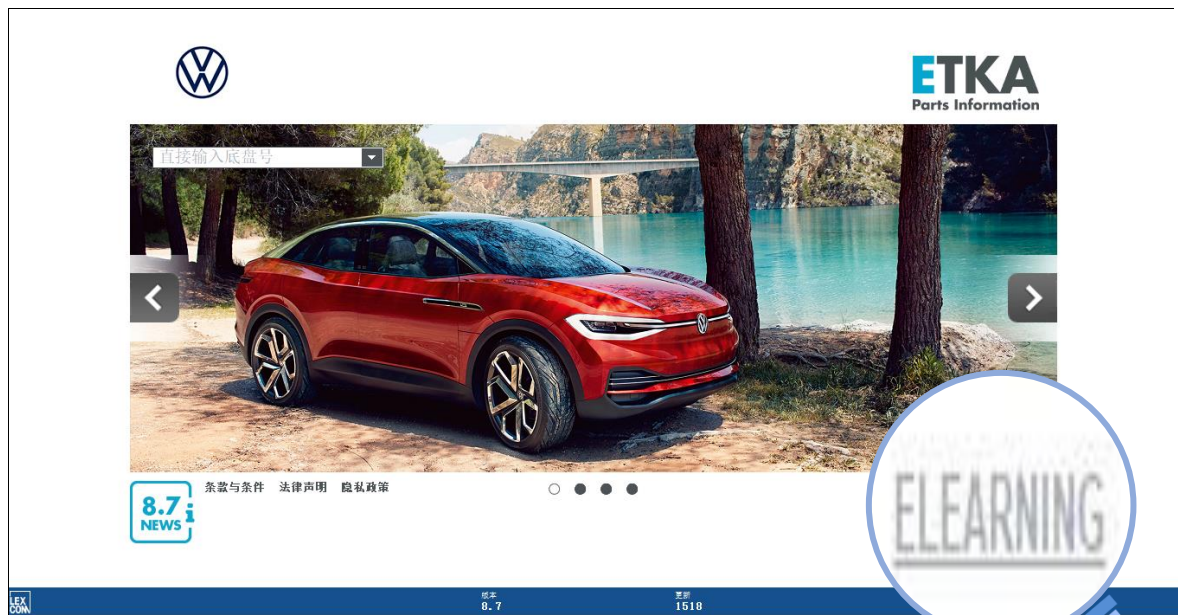 ETKA
Parts Information
直接输入底盘号
8.7
NEWS
i
条款与条件 法律声明 隐私政策
ELEARNING
LEX
COM
版本
8.7
更新
1518